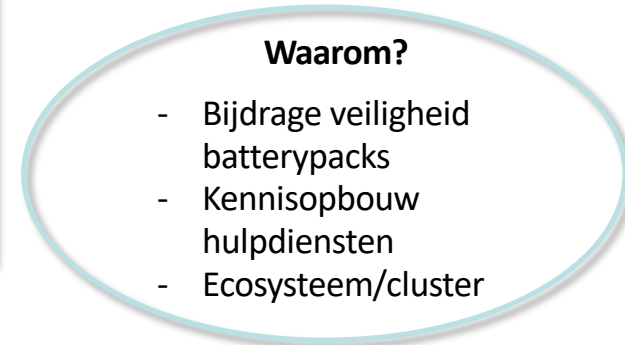 Waarom?
- Bijdrage veiligheid
batterypacks
- Kennisopbouw
hulpdiensten
- Ecosysteem/cluster